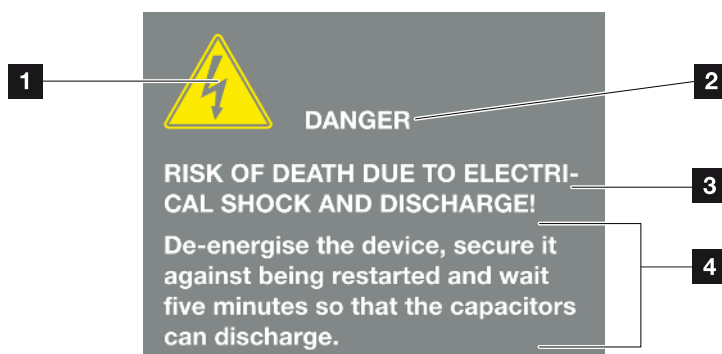 1
2
DANGER
RISK OF DEATH DUE TO ELECTRI-
CAL SHOCK AND DISCHARGE!
3
De-energise the device, secure it
against being restarted and wait
five minutes so that the capacitors
can discharge.
4